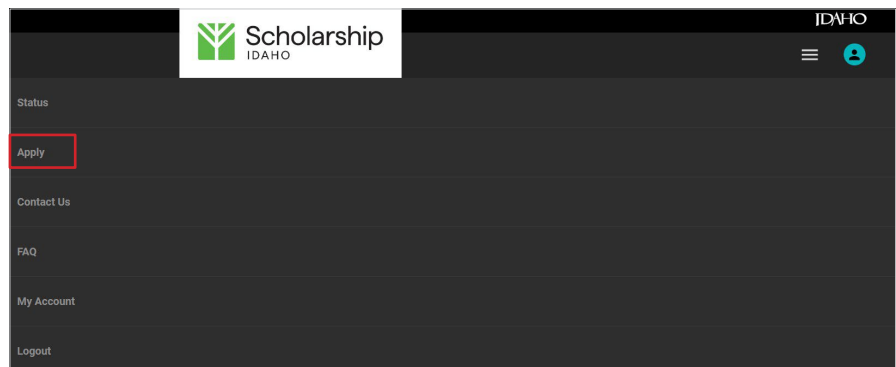 IDAHO
Scholarship
IDAHO
Status
Apply
Contact Us
FAQ
My Account
Logout